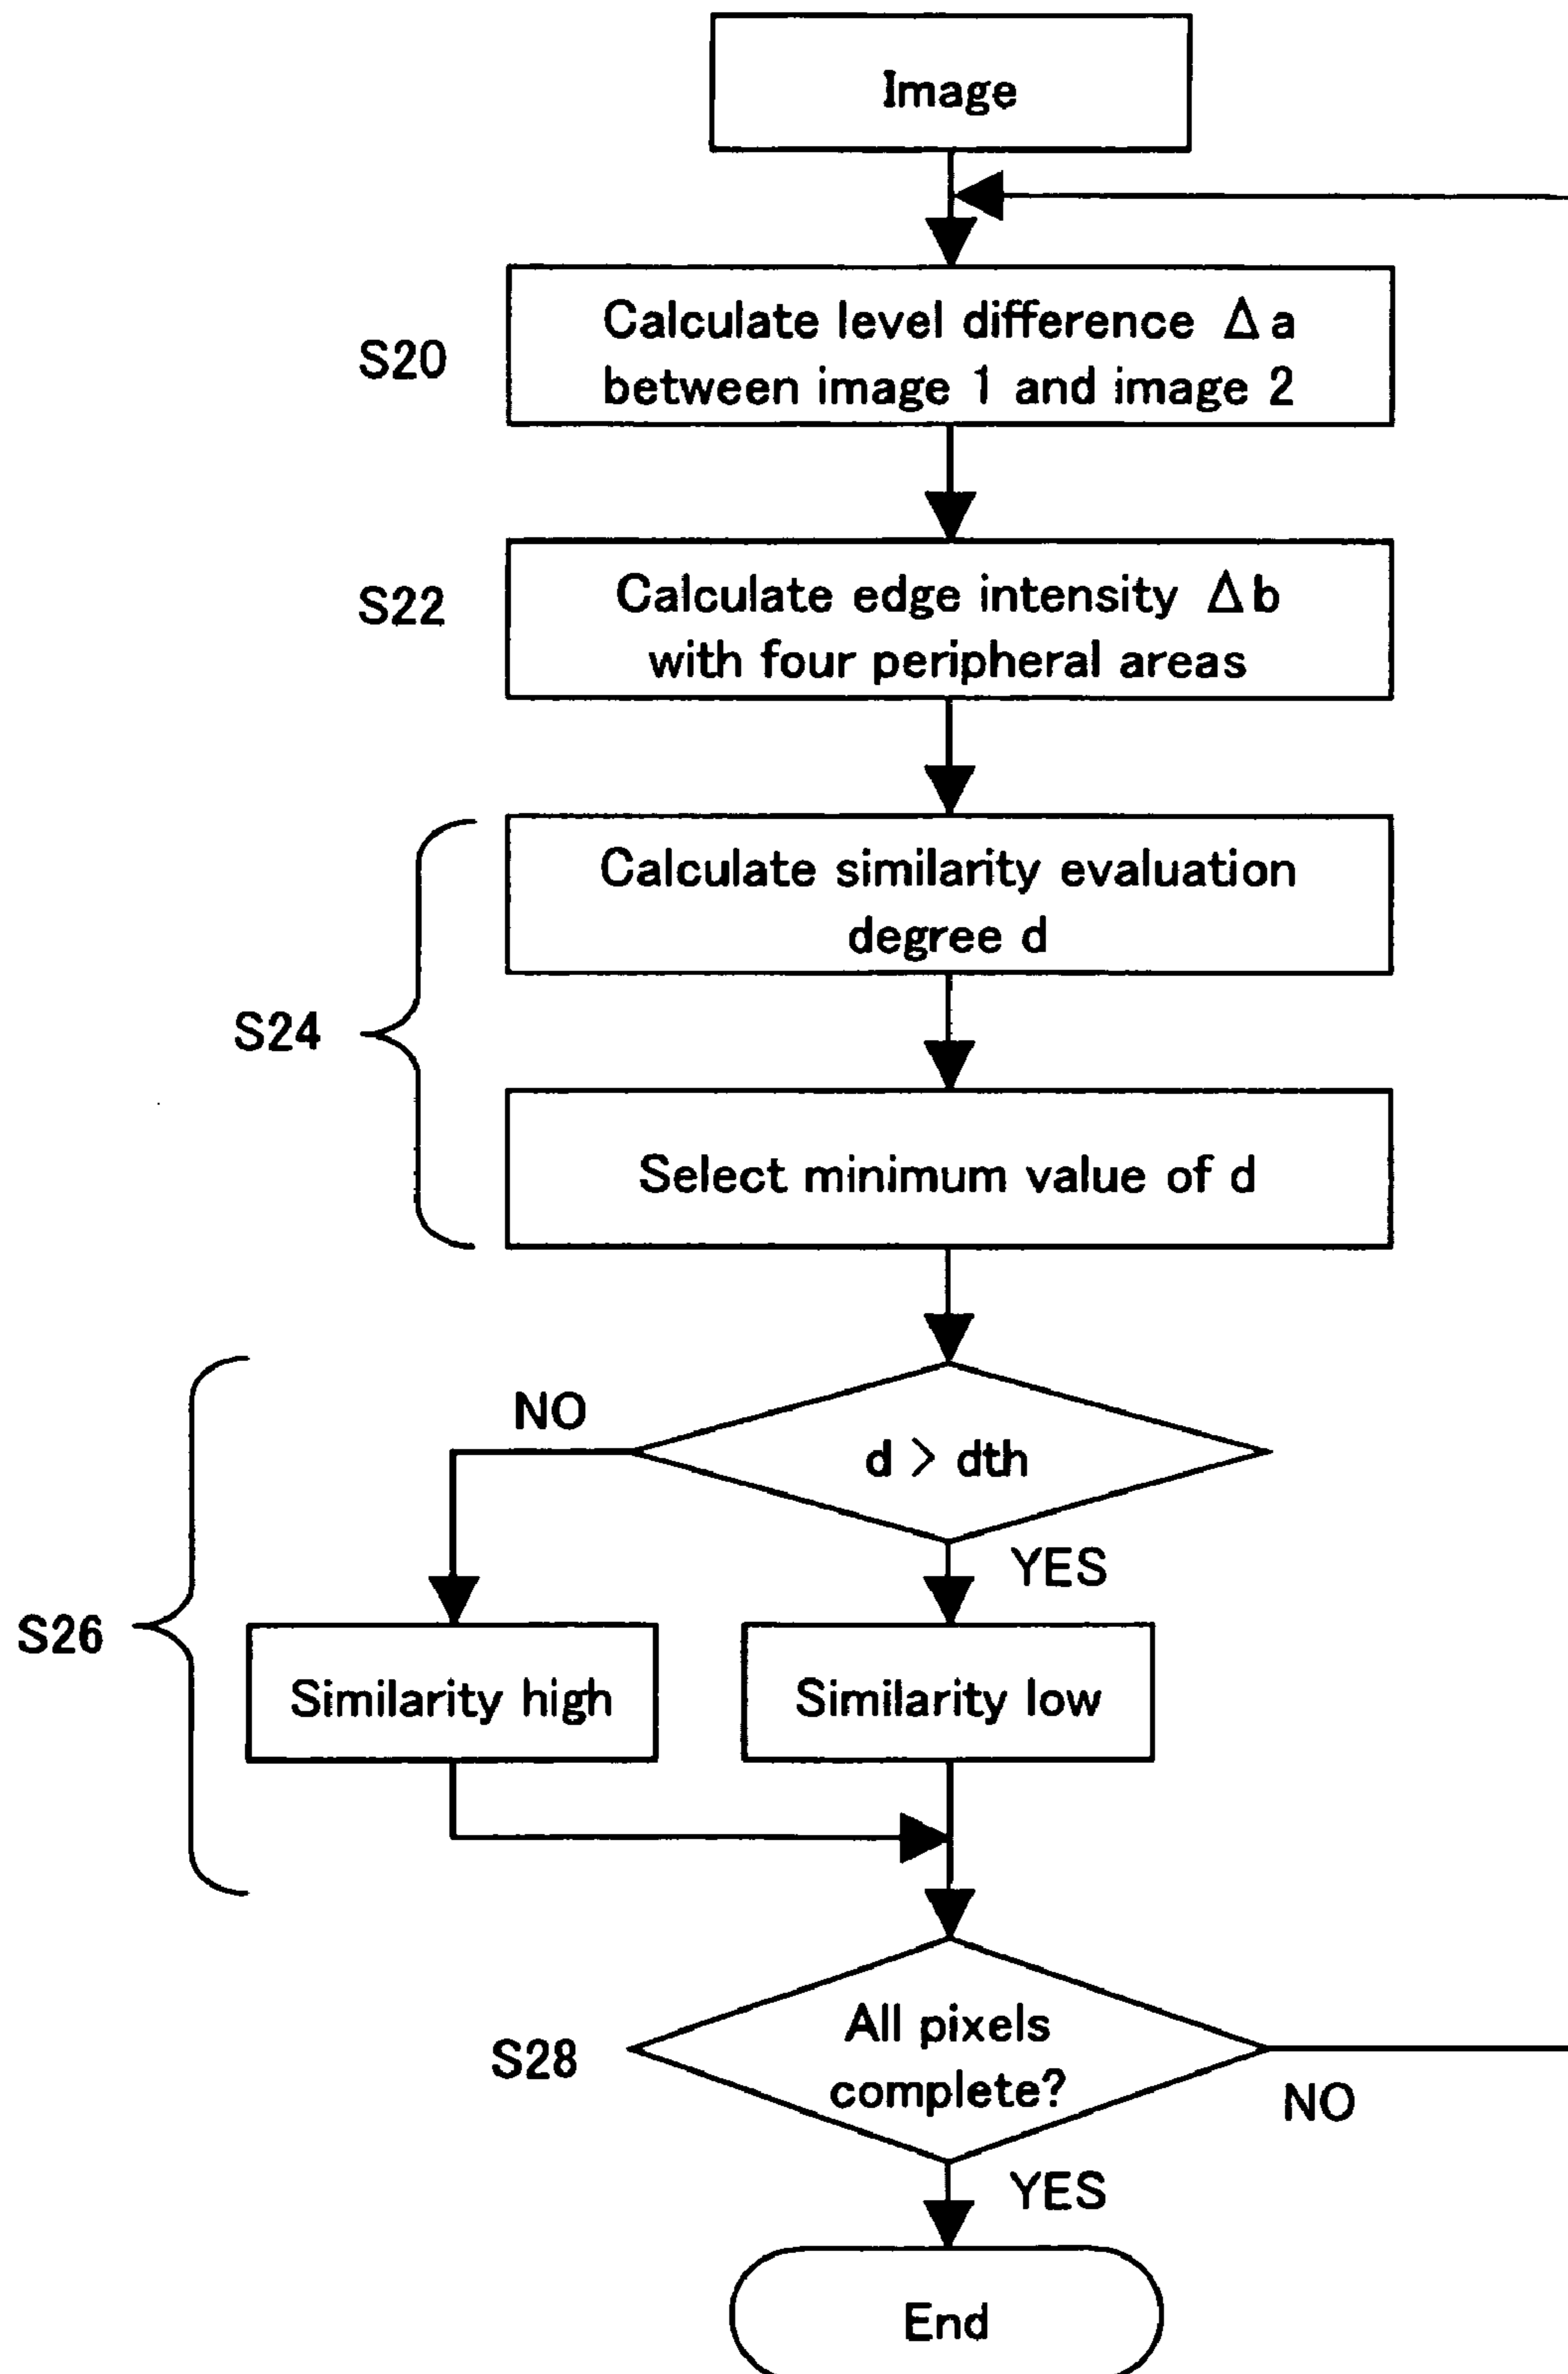 Image
S20
Calculate level difference Δa
between image 1 and image 2
S22
Calculate edge intensity Δb
with four peripheral areas
S24
Calculate similarity evaluation
degree d
Select minimum value of d
S26
NO
d > dth
YES
Similarity high
Similarity low
S28
All pixels
complete?
NO
YES
End